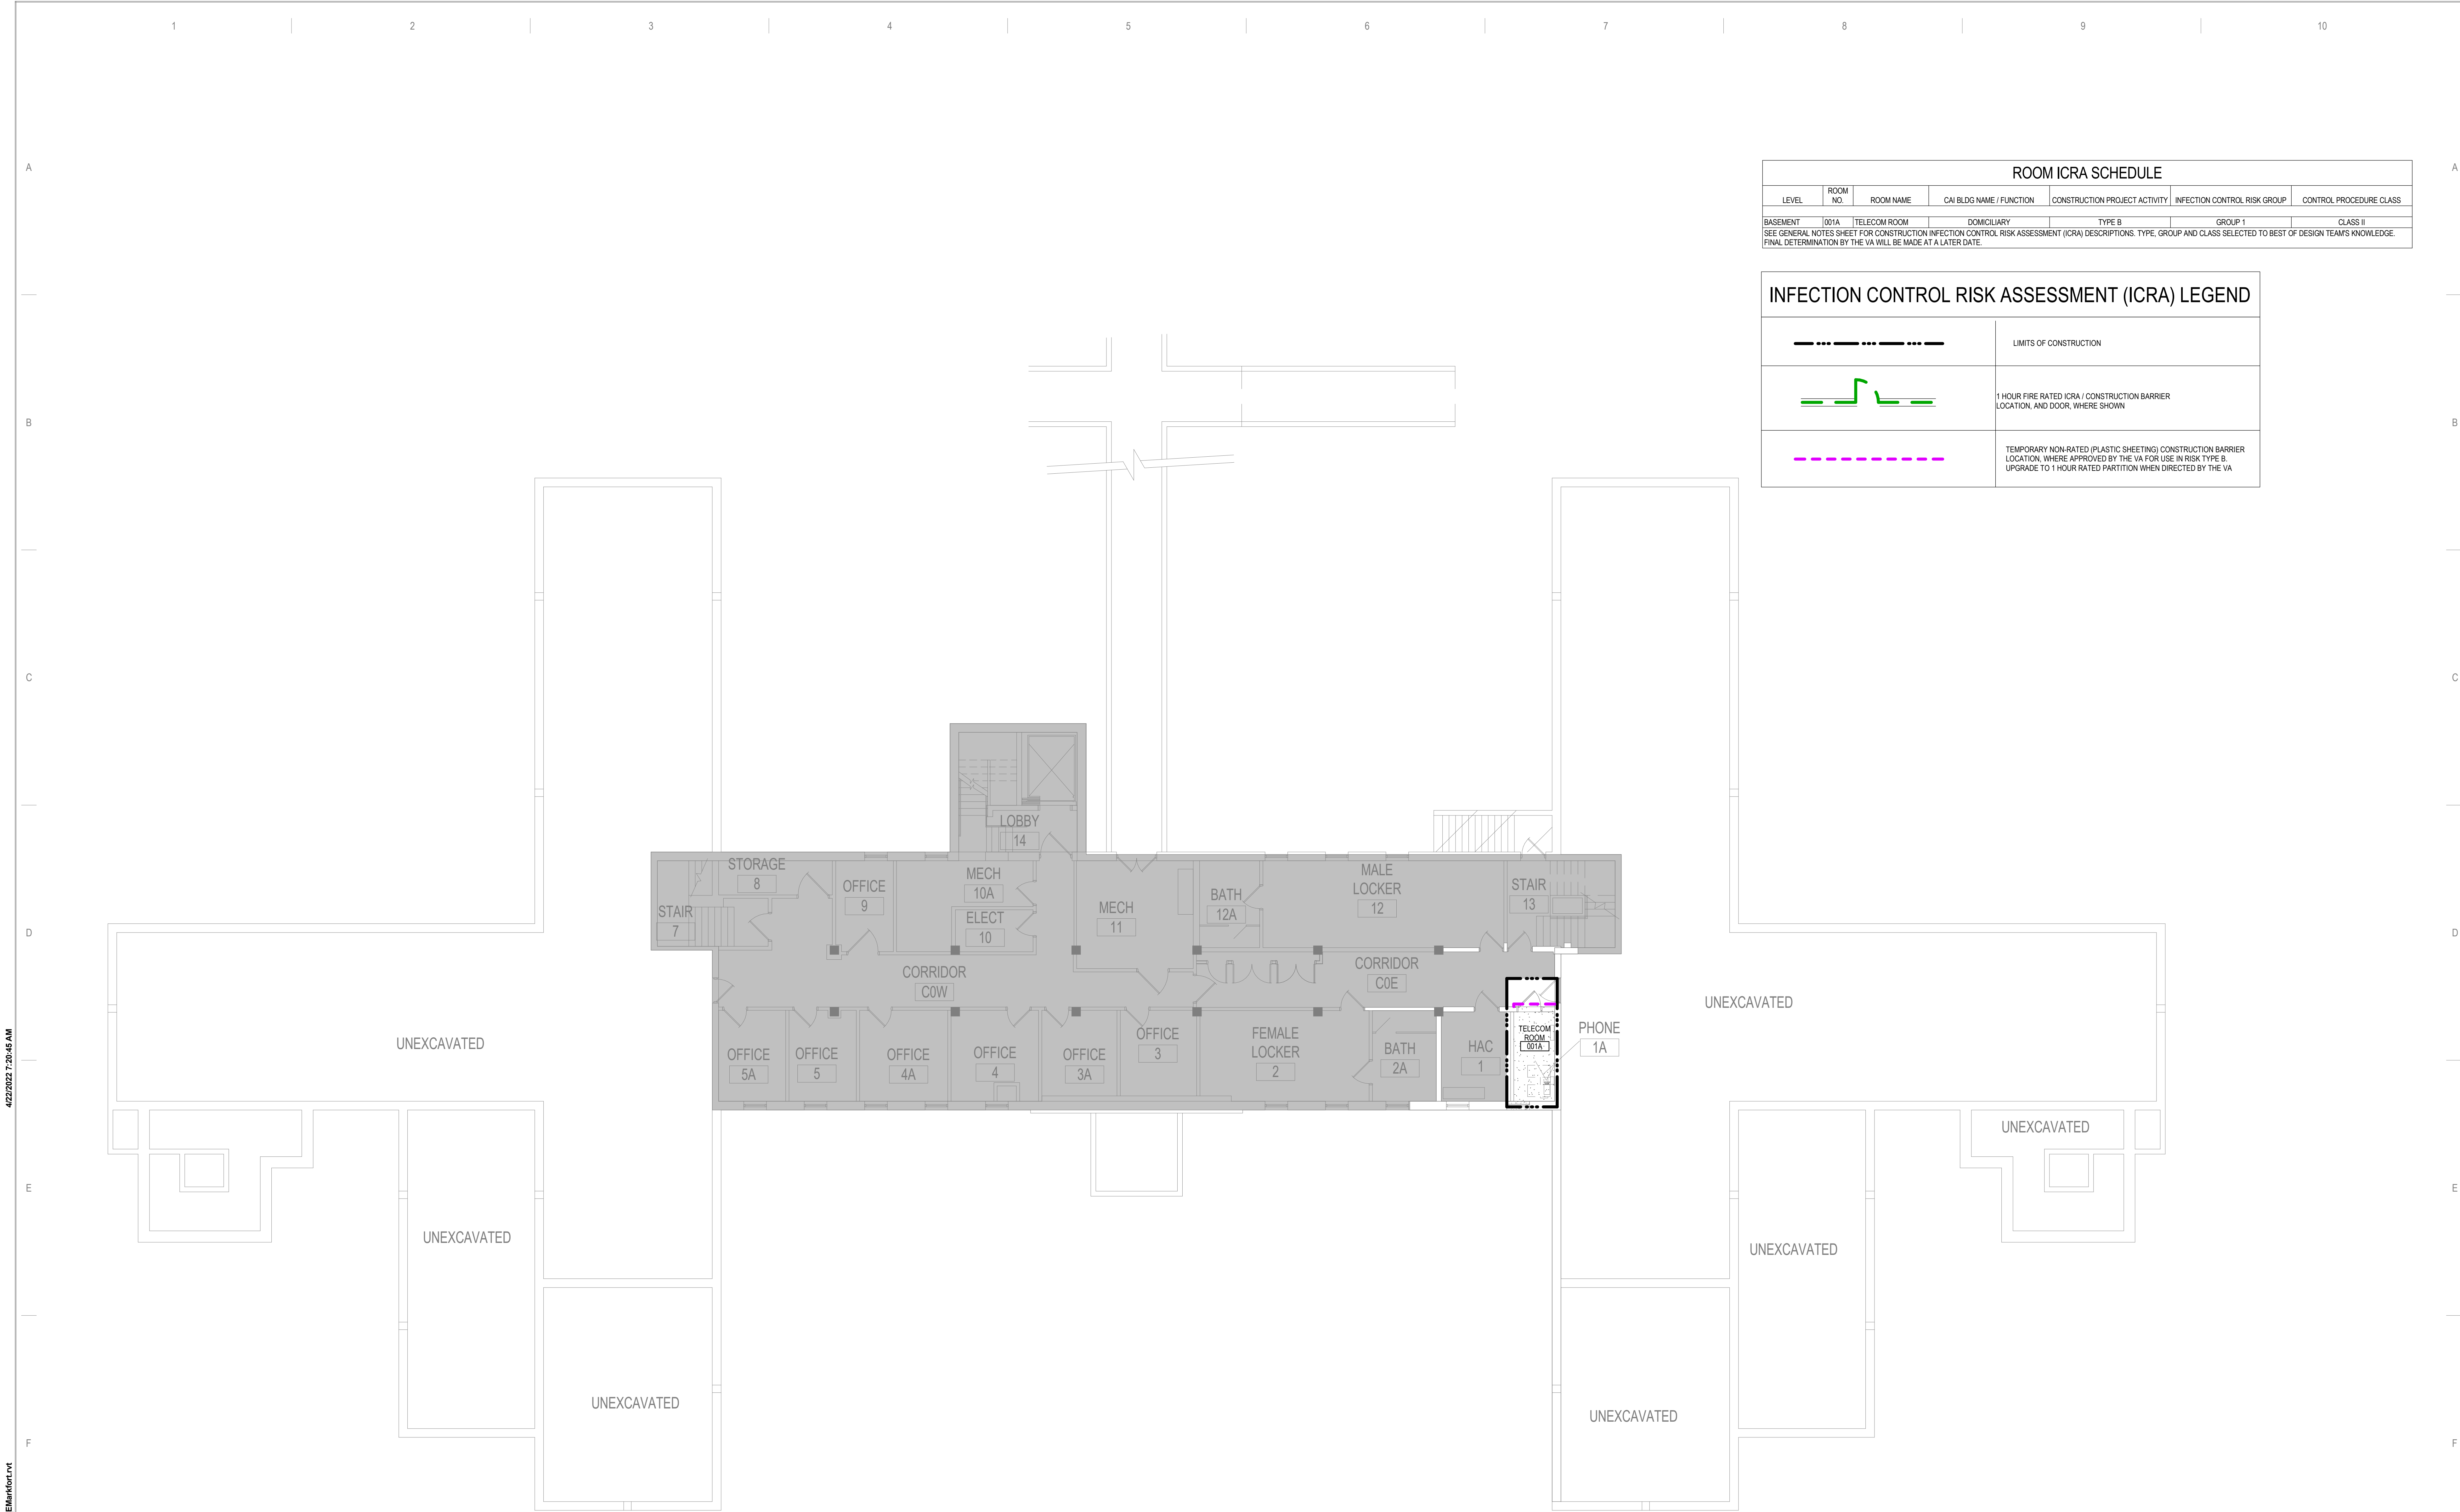 1 2 3 4 5 6 7 8 9 10
A A
ROOM ICRA SCHEDULE
LEVEL ROOM NO. ROOM NAME CAI BLDG NAME / FUNCTION CONSTRUCTION PROJECT ACTIVITY INFECTION CONTROL RISK GROUP CONTROL PROCEDURE CLASS
BASEMENT 001A TELECOM ROOM DOMICILIARY TYPE B GROUP 1 CLASS II
SEE GENERAL NOTES SHEET FOR CONSTRUCTION INFECTION CONTROL RISK ASSESSMENT (ICRA) DESCRIPTIONS. TYPE, GROUP AND CLASS SELECTED TO BEST OF DESIGN TEAM'S KNOWLEDGE.
FINAL DETERMINATION BY THE VA WILL BE MADE AT A LATER DATE.
INFECTION CONTROL RISK ASSESSMENT (ICRA) LEGEND
LIMITS OF CONSTRUCTION
1 HOUR FIRE RATED ICRA / CONSTRUCTION BARRIER
LOCATION, AND DOOR, WHERE SHOWN
TEMPORARY NON-RATED (PLASTIC SHEETING) CONSTRUCTION BARRIER
LOCATION, WHERE APPROVED BY THE VA FOR USE IN RISK TYPE B.
UPGRADE TO 1 HOUR RATED PARTITION WHEN DIRECTED BY THE VA
B B
C C
LOBBY
14
STORAGE
8
STAIR
7
OFFICE
9
MECH
10A
ELECT
10
MECH
11
BATH
12A
MALE
LOCKER
12
STAIR
13
D D
CORRIDOR
C0W
CORRIDOR
C0E
UNEXCAVATED
UNEXCAVATED
OFFICE
5A
OFFICE
5
OFFICE
4A
OFFICE
4
OFFICE
3A
OFFICE
3
FEMALE
LOCKER
2
BATH
2A
HAC
1
TELECOM
ROOM
001A
PHONE
1A
UNEXCAVATED
E E
UNEXCAVATED
UNEXCAVATED
UNEXCAVATED
UNEXCAVATED
F F
4/22/2022 7:20:45 AM
EMarkfort.rvt